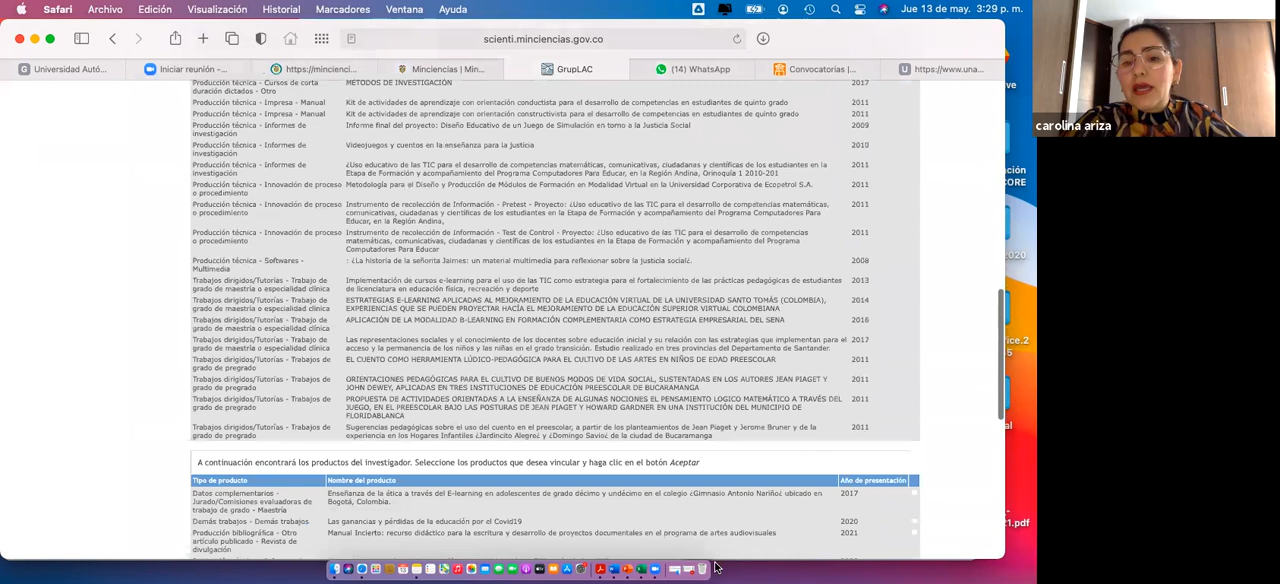 Safari Archivo Edición Visualización Historial Marcadores Ventana Ayuda Jue 13 de may. 3:29 p. m.
scienti.minciencias.gov.co
Universidad Autó... Iniciar reunión -... https://mincienci... Minciencias | Min... GrupLAC (14) WhatsApp Convocatorias |... https://www.una...
carolina ariza
Producción técnica - Cursos de corta METODOS DE INVESTIGACIÓN 2017
duración dictados - Otro
Producción técnica - Impresa - Manual Kit de actividades de aprendizaje con orientación conductista para el desarrollo de competencias en estudiantes de quinto grado 2011
Producción técnica - Impresa - Manual Kit de actividades de aprendizaje con orientación constructivista para el desarrollo de competencias en estudiantes de quinto grado 2011
Producción técnica - Informes de Informe final del proyecto: Diseño Educativo de un Juego de Simulación en torno a la Justicia Social 2009
investigación
Producción técnica - Informes de Videojuegos y cuentos en la enseñanza para la justicia 2010
investigación
Producción técnica - Informes de ¿Uso educativo de las TIC para el desarrollo de competencias matemáticas, comunicativas, ciudadanas y científicas de los estudiantes en la 2011
investigación Etapa de Formación y acompañamiento del Programa Computadores Para Educar, en la Región Andina, Orinoquía 1 2010-201
Producción técnica - Innovación de proceso Metodología para el Diseño y Producción de Módulos de Formación en Modalidad Virtual en la Universidad Corporativa de Ecopetrol S.A. 2011
o procedimiento
Producción técnica - Innovación de proceso Instrumento de recolección de Información - Pretest - Proyecto: ¿Uso educativo de las TIC para el desarrollo de competencias matemáticas, 2011
o procedimiento comunicativas, ciudadanas y científicas de los estudiantes en la Etapa de Formación y acompañamiento del Programa Computadores Para
Educar, en la Región Andina,
Producción técnica - Innovación de proceso Instrumento de recolección de Información - Test de Control - Proyecto: ¿Uso educativo de las TIC para el desarrollo de competencias 2011
o procedimiento matemáticas, comunicativas, ciudadanas y científicas de los estudiantes en la Etapa de Formación y acompañamiento del Programa
Computadores Para Educar
Producción técnica - Softwares - : ¿La historia de la señorita Jaimes: un material multimedia para reflexionar sobre la justicia social¿. 2008
Multimedia
Trabajos dirigidos/Tutorías - Trabajo de Implementación de cursos e-learning para el uso de las TIC como estrategia para el fortalecimiento de las prácticas pedagógicas de estudiantes 2013
grado de maestría o especialidad clínica de licenciatura en educación física, recreación y deporte
Trabajos dirigidos/Tutorías - Trabajo de ESTRATEGIAS E-LEARNING APLICADAS AL MEJORAMIENTO DE LA EDUCACIÓN VIRTUAL DE LA UNIVERSIDAD SANTO TOMÁS (COLOMBIA), 2014
grado de maestría o especialidad clínica EXPERIENCIAS QUE SE PUEDEN PROYECTAR HACÍA EL MEJORAMIENTO DE LA EDUCACIÓN SUPERIOR VIRTUAL COLOMBIANA
Trabajos dirigidos/Tutorías - Trabajo de APLICACIÓN DE LA MODALIDAD B-LEARNING EN FORMACIÓN COMPLEMENTARIA COMO ESTRATEGIA EMPRESARIAL DEL SENA 2016
grado de maestría o especialidad clínica
Trabajos dirigidos/Tutorías - Trabajo de Las representaciones sociales y el conocimiento de los docentes sobre educación inicial y su relación con las estrategias que implementan para el 2017
grado de maestría o especialidad clínica acceso y la permanencia de los niños y las niñas en el grado transición. Estudio realizado en tres provincias del Departamento de Santander.
Trabajos dirigidos/Tutorías - Trabajos de EL CUENTO COMO HERRAMIENTA LÚDICO-PEDAGÓGICA PARA EL CULTIVO DE LAS ARTES EN NIÑOS DE EDAD PREESCOLAR 2011
grado de pregrado
Trabajos dirigidos/Tutorías - Trabajos de ORIENTACIONES PEDAGÓGICAS PARA EL CULTIVO DE BUENOS MODOS DE VIDA SOCIAL, SUSTENTADAS EN LOS AUTORES JEAN PIAGET Y 2011
grado de pregrado JOHN DEWEY, APLICADAS EN TRES INSTITUCIONES DE EDUCACIÓN PREESCOLAR DE BUCARAMANGA
Trabajos dirigidos/Tutorías - Trabajos de PROPUESTA DE ACTIVIDADES ORIENTADAS A LA ENSEÑANZA DE ALGUNAS NOCIONES EL PENSAMIENTO LOGICO MATEMÁTICO A TRAVÉS DEL 2011
grado de pregrado JUEGO, EN EL PREESCOLAR BAJO LAS POSTURAS DE JEAN PIAGET Y HOWARD GARDNER EN UNA INSTITUCIÓN DEL MUNICIPIO DE
FLORIDABLANCA
Trabajos dirigidos/Tutorías - Trabajos de Sugerencias pedagógicas sobre el uso del cuento en el preescolar, a partir de los planteamientos de Jean Piaget y Jerome Bruner y de la 2011
grado de pregrado experiencia en los Hogares Infantiles ¿Jardincito Alegre¿ y ¿Domingo Savio¿ de la ciudad de Bucaramanga
A continuación encontrará los productos del investigador. Seleccione los productos que desea vincular y haga clic en el botón Aceptar
Tipo de producto Nombre del producto Año de presentación
Datos complementarios - Enseñanza de la ética a través del E-learning en adolescentes de grado décimo y undécimo en el colegio ¿Gimnasio Antonio Nariño¿ ubicado en 2017
Jurado/Comisiones evaluadoras de Bogotá, Colombia.
trabajo de grado - Maestría
Demás trabajos - Demás trabajos Las ganancias y pérdidas de la educación por el Covid19 2020
Producción bibliográfica - Otro Manual Incierto: recurso didáctico para la escritura y desarrollo de proyectos documentales en el programa de artes audiovisuales 2021
artículo publicado - Revista de
divulgación